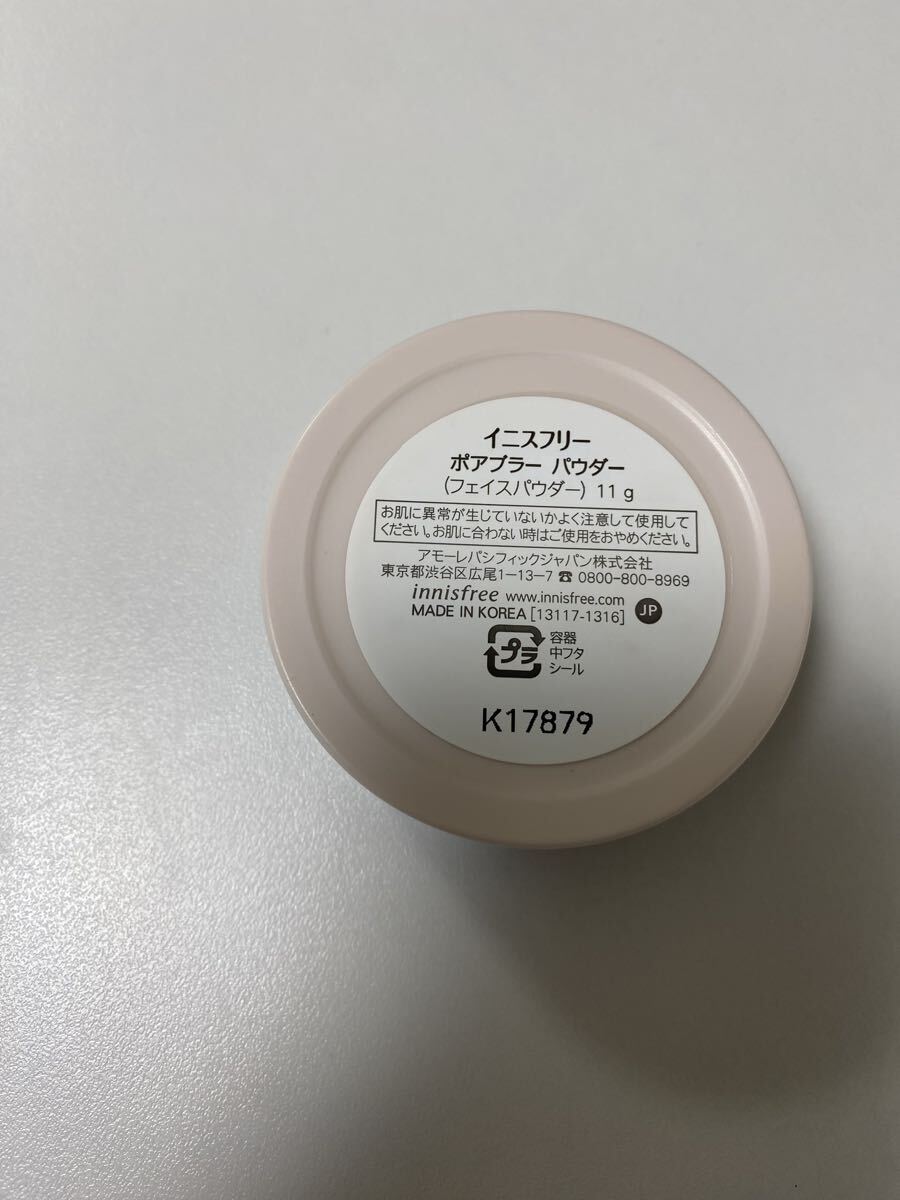 イニスフリー
ポアブラー パウダー
(フェイスパウダー) 11 g
お肌に異常が生じていないかよく注意して使用して
ください。お肌に合わない時はご使用をおやめください。
アモーレパシフィックジャパン株式会社
東京都渋谷区広尾1-13-7 ☎ 0800-800-8969
innisfree www.innisfree.com
MADE IN KOREA [13117-1316] JP
プラ 容器
中フタ
シール
K17879